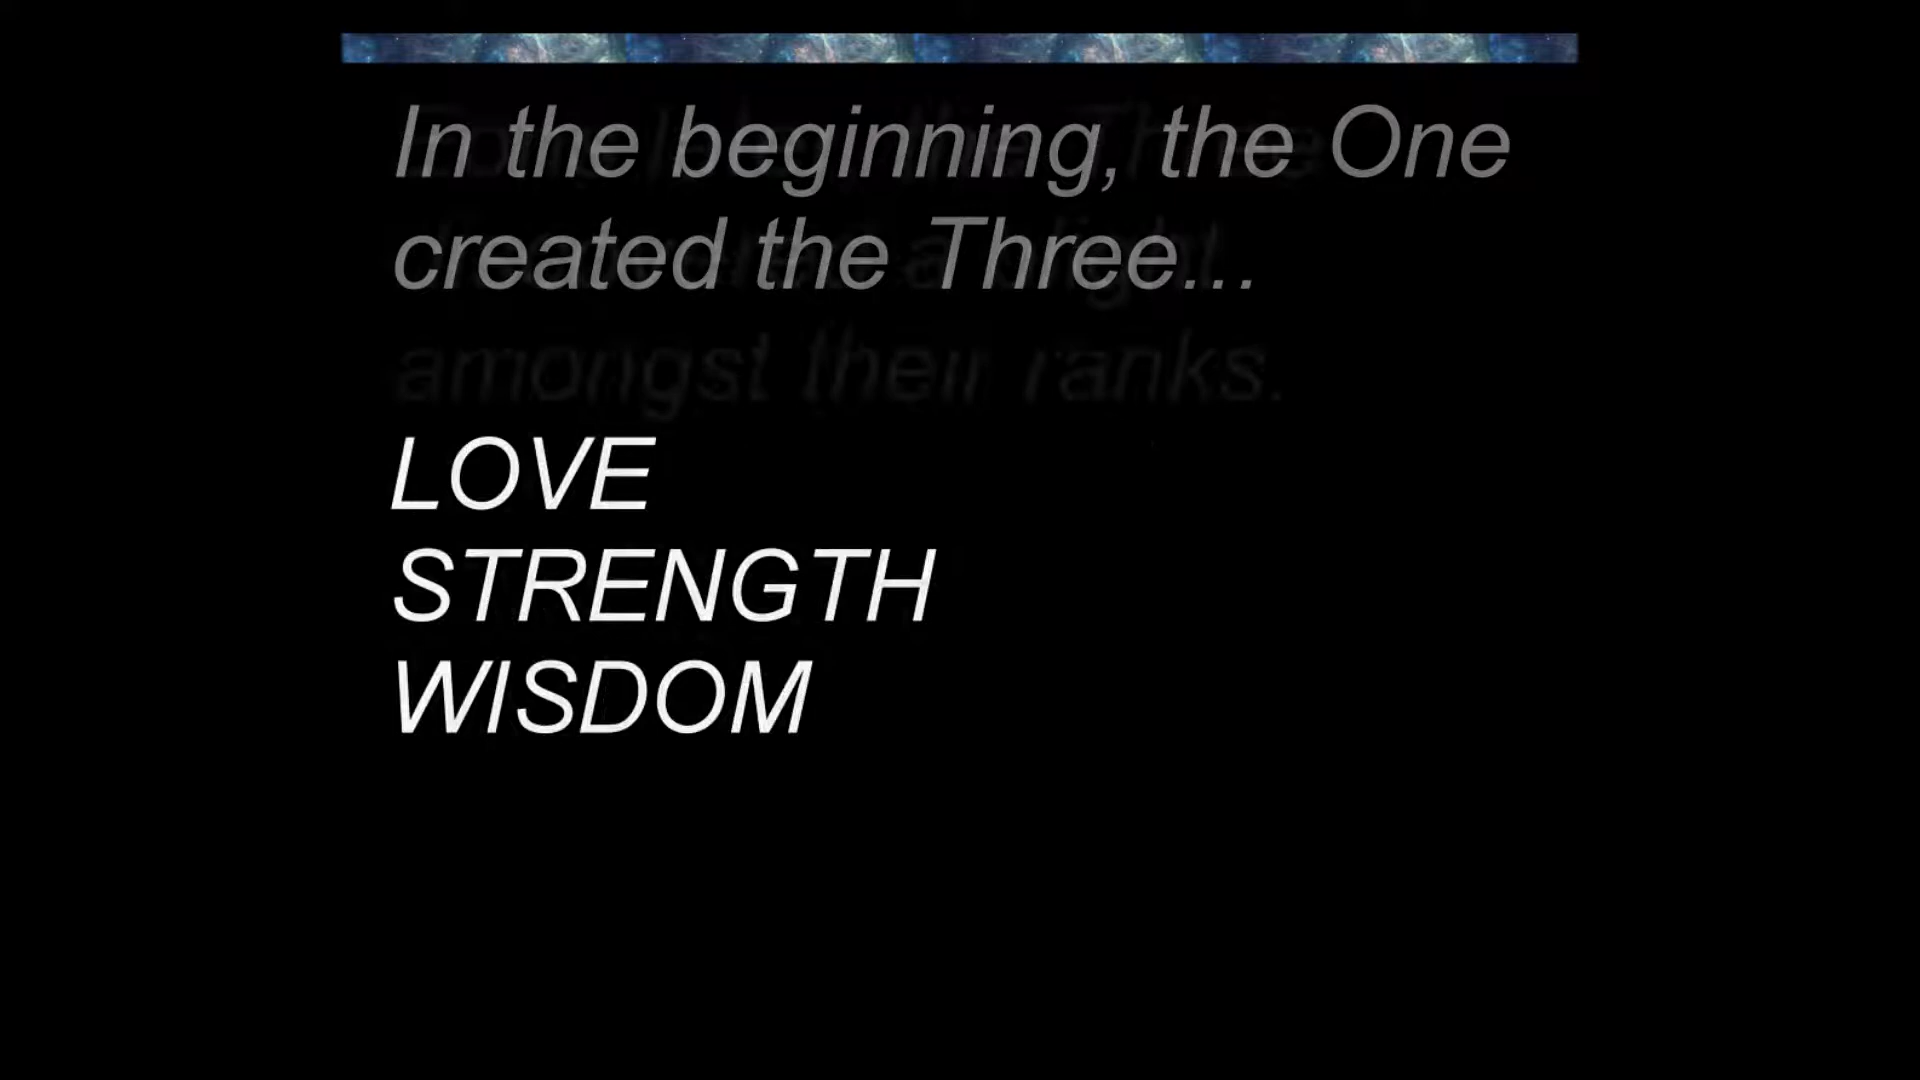 In the beginning, the One
created the Three...
amongst their ranks.
LOVE
STRENGTH
WISDOM